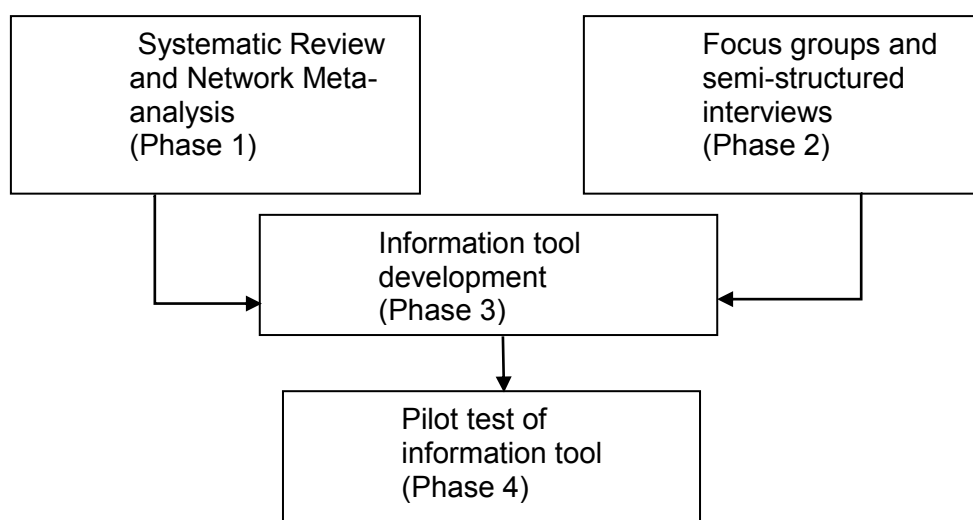 Systematic Review
and Network Meta-
analysis
(Phase 1)
Focus groups and
semi-structured
interviews
(Phase 2)
Information tool
development
(Phase 3)
Pilot test of
information tool
(Phase 4)